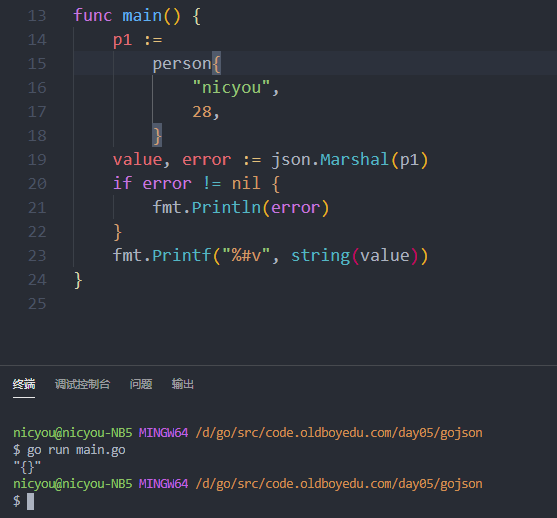 13 func main() {
14     p1 :=
15         person{
16             "nicyou",
17             28,
18         }
19     value, error := json.Marshal(p1)
20     if error != nil {
21         fmt.Println(error)
22     }
23     fmt.Printf("%#v", string(value))
24 }
25
终端 调试控制台 问题 输出
nicyou@nicyou-NB5 MINGW64 /d/go/src/code.oldboyedu.com/day05/gojson
$ go run main.go
"{}"
nicyou@nicyou-NB5 MINGW64 /d/go/src/code.oldboyedu.com/day05/gojson
$